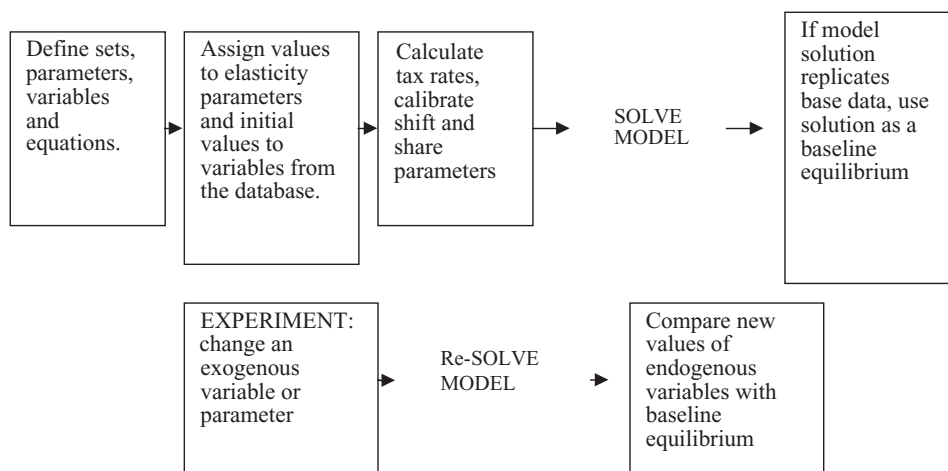 Define sets,
parameters,
variables
and
equations.
Assign values
to elasticity
parameters
and initial
values to
variables from
the database.
Calculate
tax rates,
calibrate
shift and
share
parameters
SOLVE
MODEL
If model
solution
replicates
base data, use
solution as a
baseline
equilibrium
EXPERIMENT:
change an
exogenous
variable or
parameter
Re-SOLVE
MODEL
Compare new
values of
endogenous
variables with
baseline
equilibrium